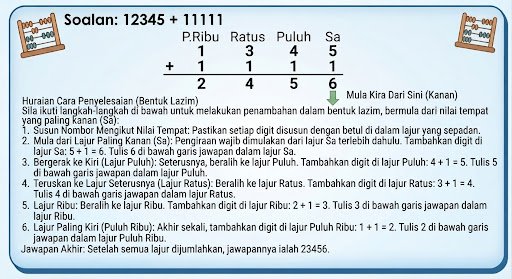 Soalan: 12345 + 11111
P.Ribu Ratus Puluh Sa
1 3 4 5
+ 1 1 1 1
2 4 5 6
Mula Kira Dari Sini (Kanan)
Huraian Cara Penyelesaian (Bentuk Lazim)
Sila ikuti langkah-langkah di bawah untuk melakukan penambahan dalam bentuk lazim, bermula dari nilai tempat
yang paling kanan (Sa):
1. Susun Nombor Mengikut Nilai Tempat: Pastikan setiap digit disusun dengan betul di dalam lajur yang sepadan.
2. Mula dari Lajur Paling Kanan (Sa): Pengiraan wajib dimulakan dari lajur Sa terlebih dahulu. Tambahkan digit di
lajur Sa: 5 + 1 = 6. Tulis 6 di bawah garis jawapan dalam lajur Sa.
3. Bergerak ke Kiri (Lajur Puluh): Seterusnya, beralih ke lajur Puluh. Tambahkan digit di lajur Puluh: 4 + 1 = 5. Tulis 5
di bawah garis jawapan dalam lajur Puluh.
4. Teruskan ke Lajur Seterusnya (Lajur Ratus): Beralih ke lajur Ratus. Tambahkan digit di lajur Ratus: 3 + 1 = 4.
Tulis 4 di bawah garis jawapan dalam lajur Ratus.
5. Lajur Ribu: Beralih ke lajur Ribu. Tambahkan digit di lajur Ribu: 2 + 1 = 3. Tulis 3 di bawah garis jawapan dalam
lajur Ribu.
6. Lajur Paling Kiri (Puluh Ribu): Akhir sekali, tambahkan digit di lajur Puluh Ribu: 1 + 1 = 2. Tulis 2 di bawah garis
jawapan dalam lajur Puluh Ribu.
Jawapan Akhir: Setelah semua lajur dijumlahkan, jawapannya ialah 23456.